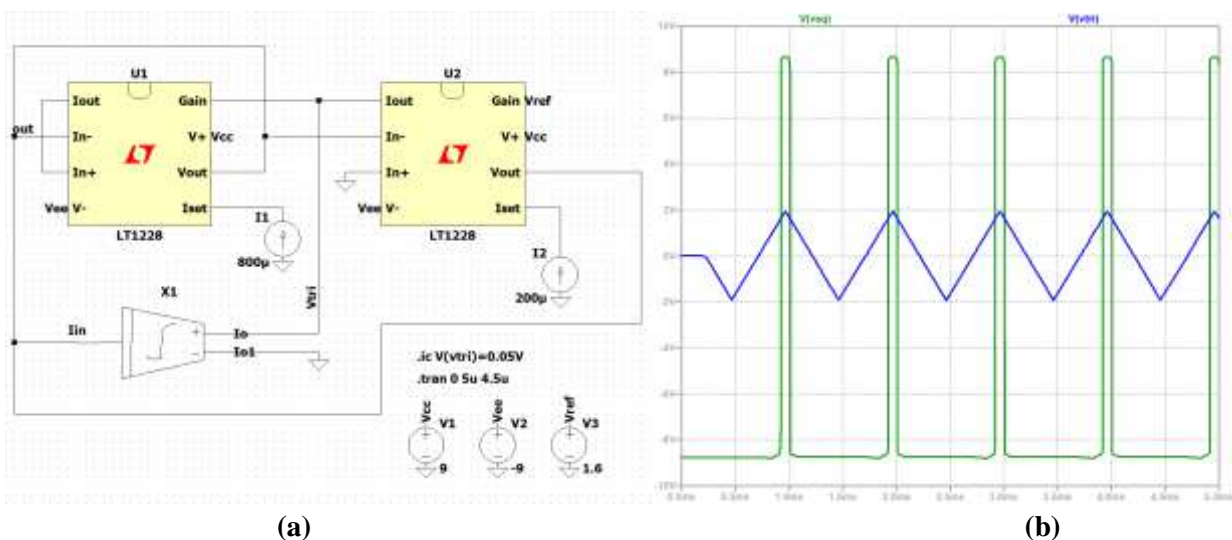 V(vsq) V(vtri)
U1 U2
Iout Gain Iout Gain Vref
out In- V+ Vcc In- V+ Vcc
In+ Vout In+ Vout
Vee V- Iset Vee V- Iset
LT1228 I1 LT1228 I2
800µ 200µ
X1
Vtri
Iin Io
Io1
.ic V(vtri)=0.05V
.tran 0 5u 4.5u
Vcc Vee Vref
V1 V2 V3
9 -9 1.6
(a) (b)